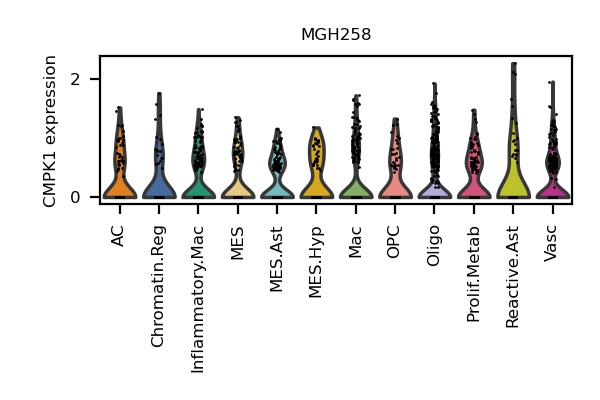 MGH258
CMPK1 expression
2
0
AC
Chromatin.Reg
Inflammatory.Mac
MES
MES.Ast
MES.Hyp
Mac
OPC
Oligo
Prolif.Metab
Reactive.Ast
Vasc